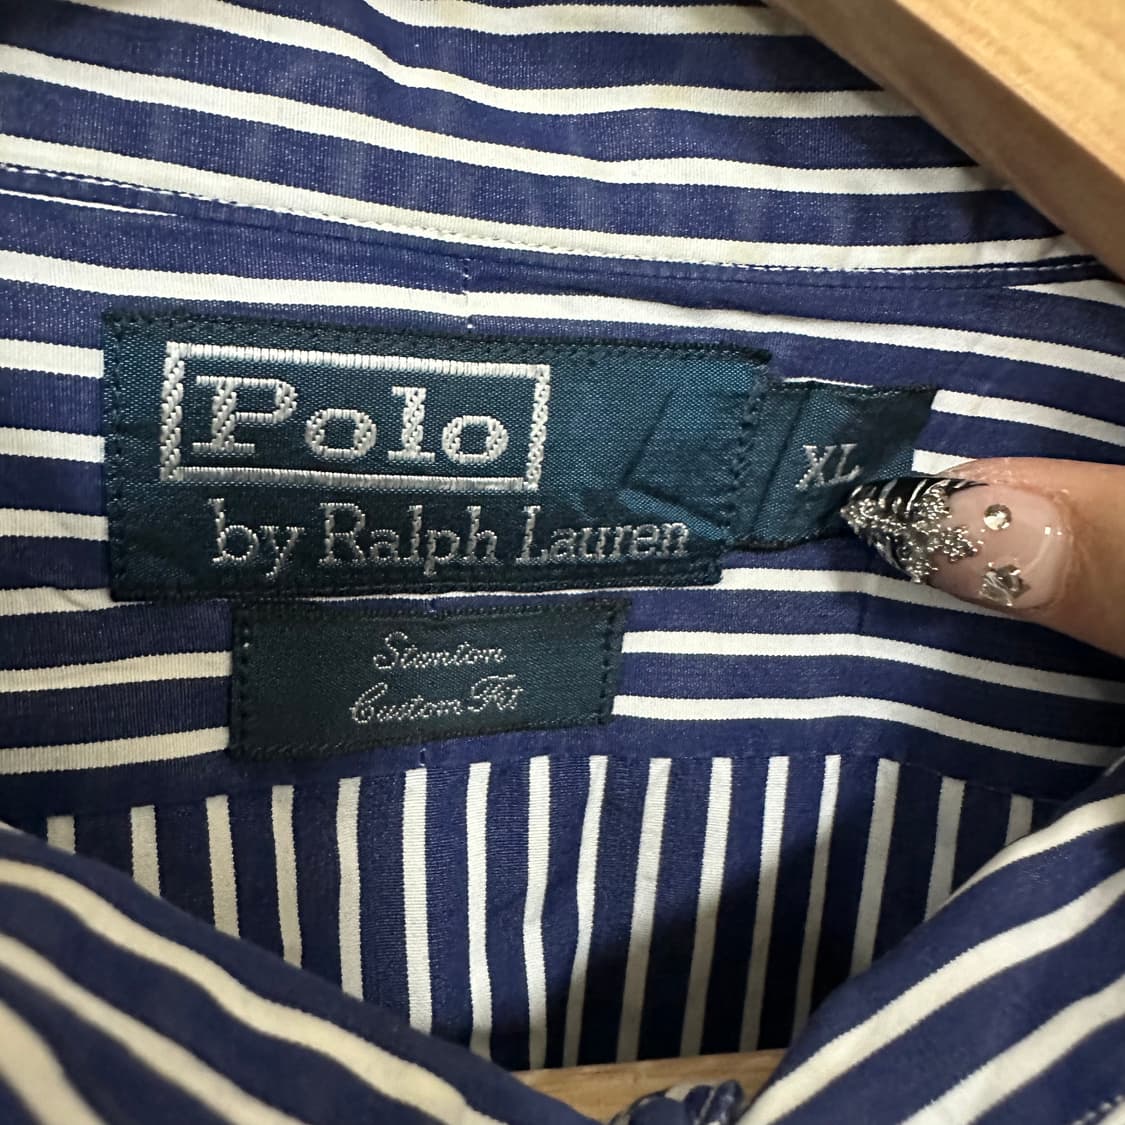 Polo
by Ralph Lauren
XL
Stanton
Custom Fit